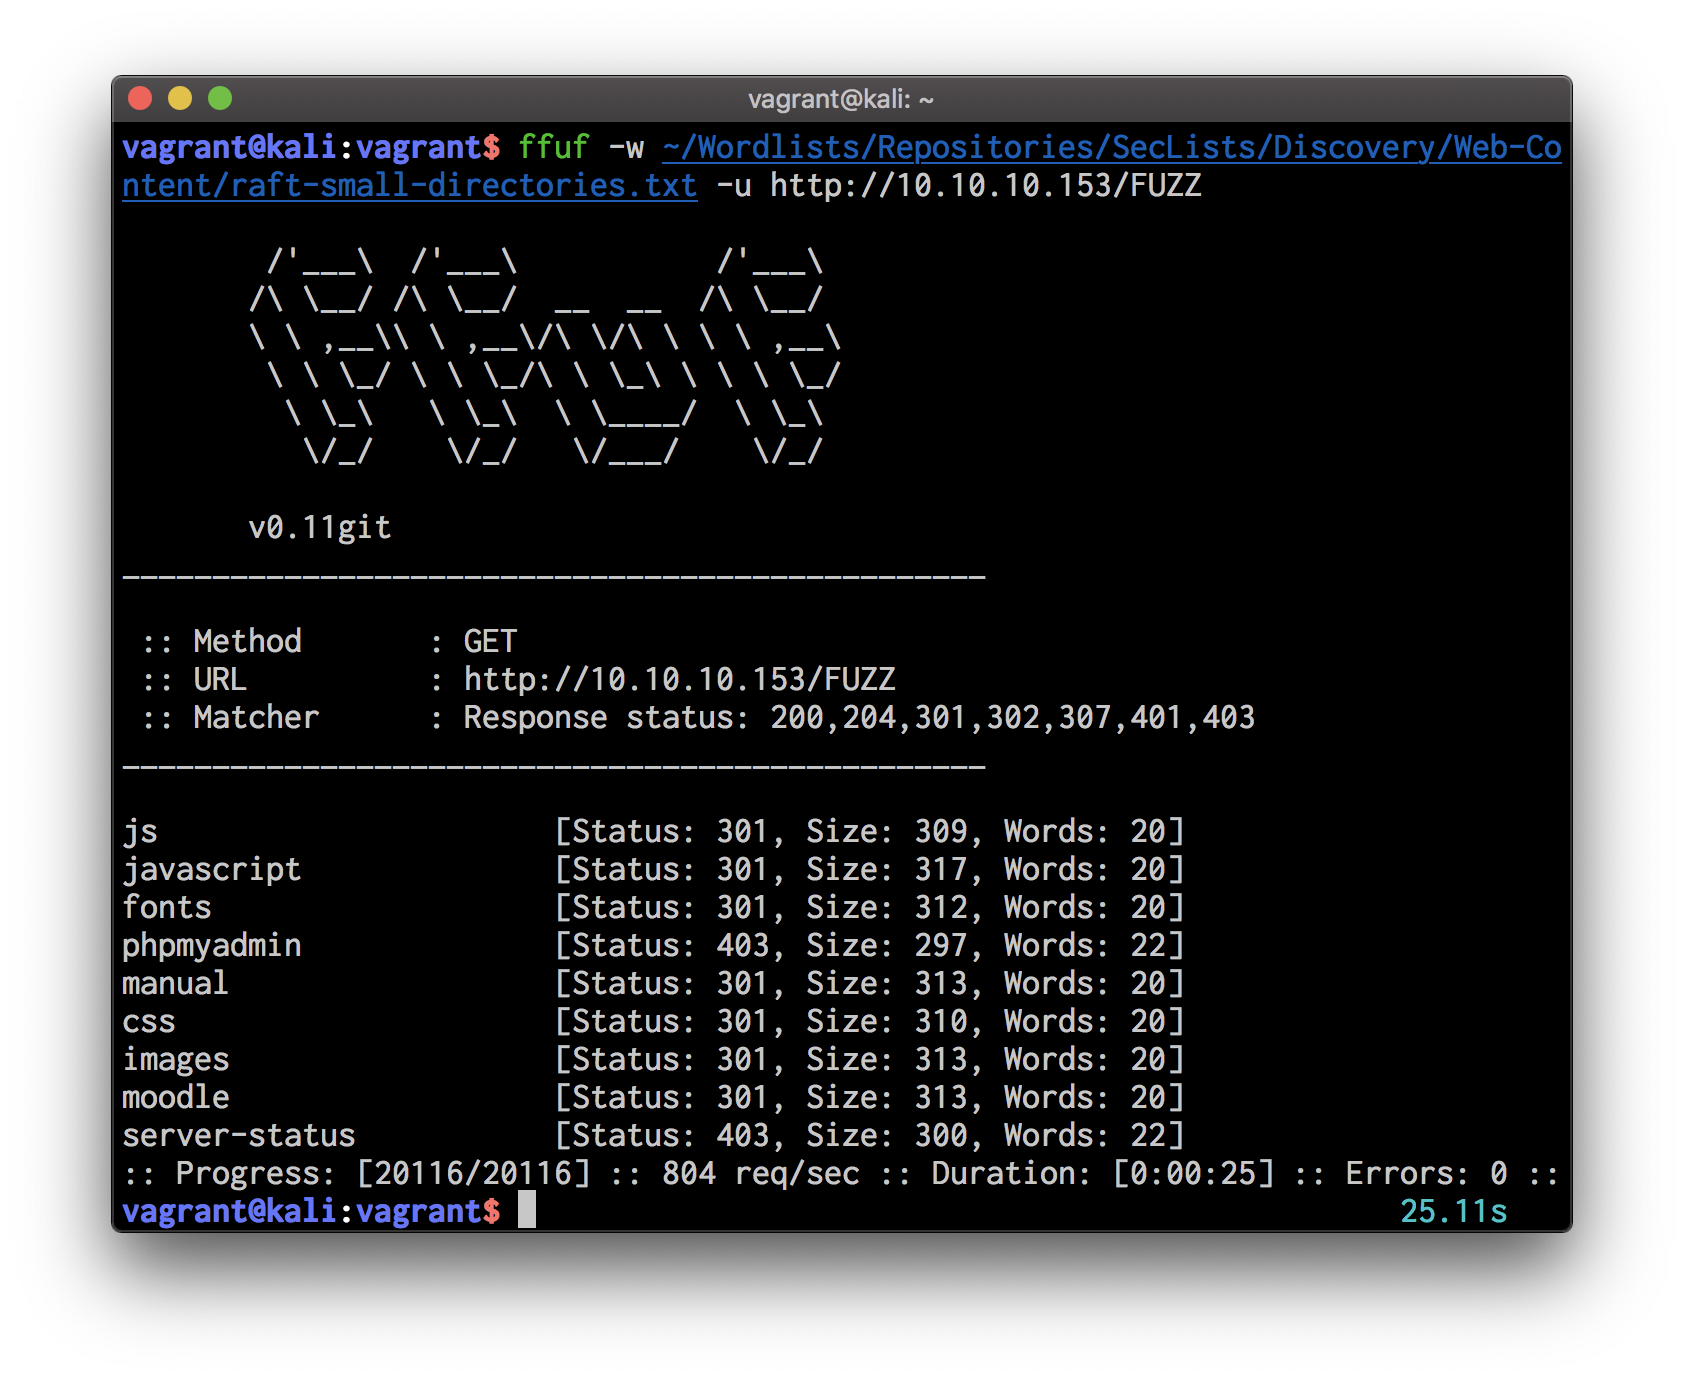 vagrant@kali: ~
vagrant@kali:vagrant$ ffuf -w ~/Wordlists/Repositories/SecLists/Discovery/Web-Co
ntent/raft-small-directories.txt -u http://10.10.10.153/FUZZ
        /'___\  /'___\           /'___\
       /\ \__/ /\ \__/  __  __  /\ \__/
       \ \ ,__\\ \ ,__\/\ \/\ \ \ \ ,__\
        \ \ \_/ \ \ \_/\ \ \_\ \ \ \ \_/
         \ \_\   \ \_\  \ \____/  \ \_\
          \/_/    \/_/   \/___/    \/_/
       v0.11git
________________________________________________
 :: Method       : GET
 :: URL          : http://10.10.10.153/FUZZ
 :: Matcher      : Response status: 200,204,301,302,307,401,403
________________________________________________
js                      [Status: 301, Size: 309, Words: 20]
javascript              [Status: 301, Size: 317, Words: 20]
fonts                   [Status: 301, Size: 312, Words: 20]
phpmyadmin              [Status: 403, Size: 297, Words: 22]
manual                  [Status: 301, Size: 313, Words: 20]
css                     [Status: 301, Size: 310, Words: 20]
images                  [Status: 301, Size: 313, Words: 20]
moodle                  [Status: 301, Size: 313, Words: 20]
server-status           [Status: 403, Size: 300, Words: 22]
:: Progress: [20116/20116] :: 804 req/sec :: Duration: [0:00:25] :: Errors: 0 ::
vagrant@kali:vagrant$ 25.11s